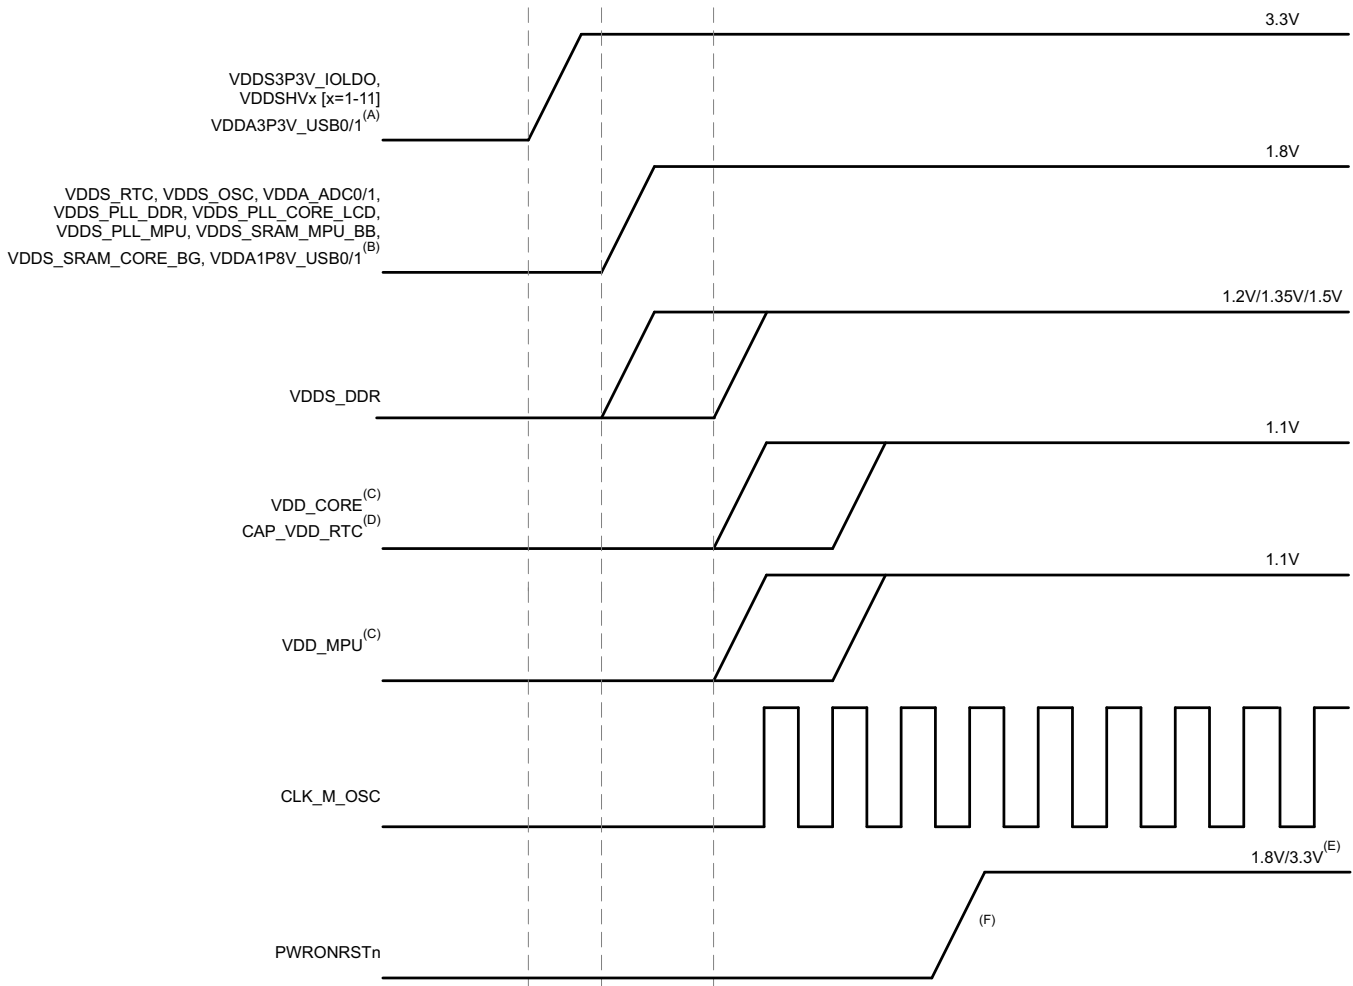 3.3V
VDDS3P3V_IOLDO,
VDDSHVx [x=1-11]
VDDA3P3V_USB0/1(A)
1.8V
VDDS_RTC, VDDS_OSC, VDDA_ADC0/1,
VDDS_PLL_DDR, VDDS_PLL_CORE_LCD,
VDDS_PLL_MPU, VDDS_SRAM_MPU_BB,
VDDS_SRAM_CORE_BG, VDDA1P8V_USB0/1(B)
1.2V/1.35V/1.5V
VDDS_DDR
1.1V
VDD_CORE(C)
CAP_VDD_RTC(D)
1.1V
VDD_MPU(C)
CLK_M_OSC
1.8V/3.3V(E)
(F)
PWRONRSTn